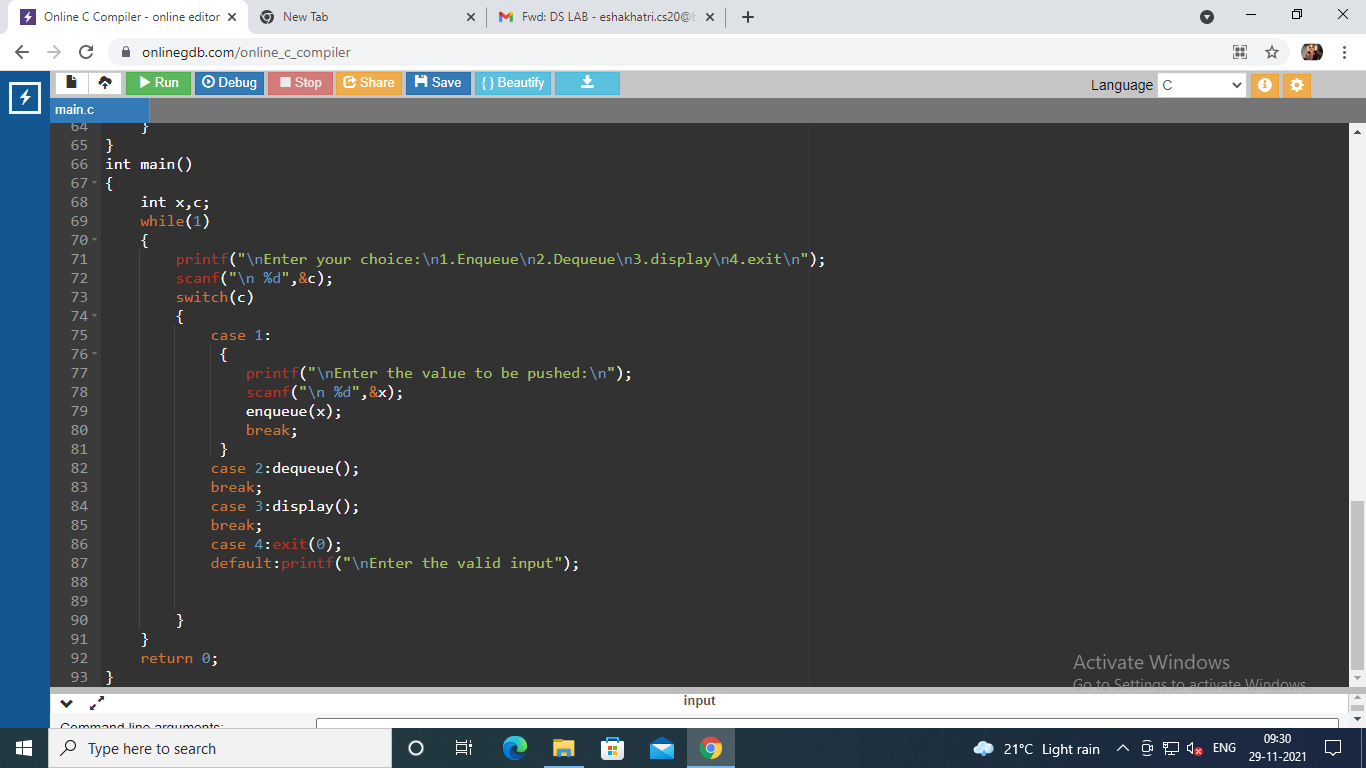 Online C Compiler - online editor
New Tab
Fwd: DS LAB - eshakhatri.cs20@b
onlinegdb.com/online_c_compiler
Run Debug Stop Share Save { } Beautify
Language C
main.c
64 }
65 }
66 int main()
67 {
68 int x,c;
69 while(1)
70 {
71 printf("\nEnter your choice:\n1.Enqueue\n2.Dequeue\n3.display\n4.exit\n");
72 scanf("\n %d",&c);
73 switch(c)
74 {
75 case 1:
76 {
77 printf("\nEnter the value to be pushed:\n");
78 scanf("\n %d",&x);
79 enqueue(x);
80 break;
81 }
82 case 2:dequeue();
83 break;
84 case 3:display();
85 break;
86 case 4:exit(0);
87 default:printf("\nEnter the valid input");
88
89
90 }
91 }
92 return 0;
93 }
Activate Windows
Go to Settings to activate Windows.
input
Command line arguments:
Type here to search
21°C Light rain
ENG
09:30
29-11-2021